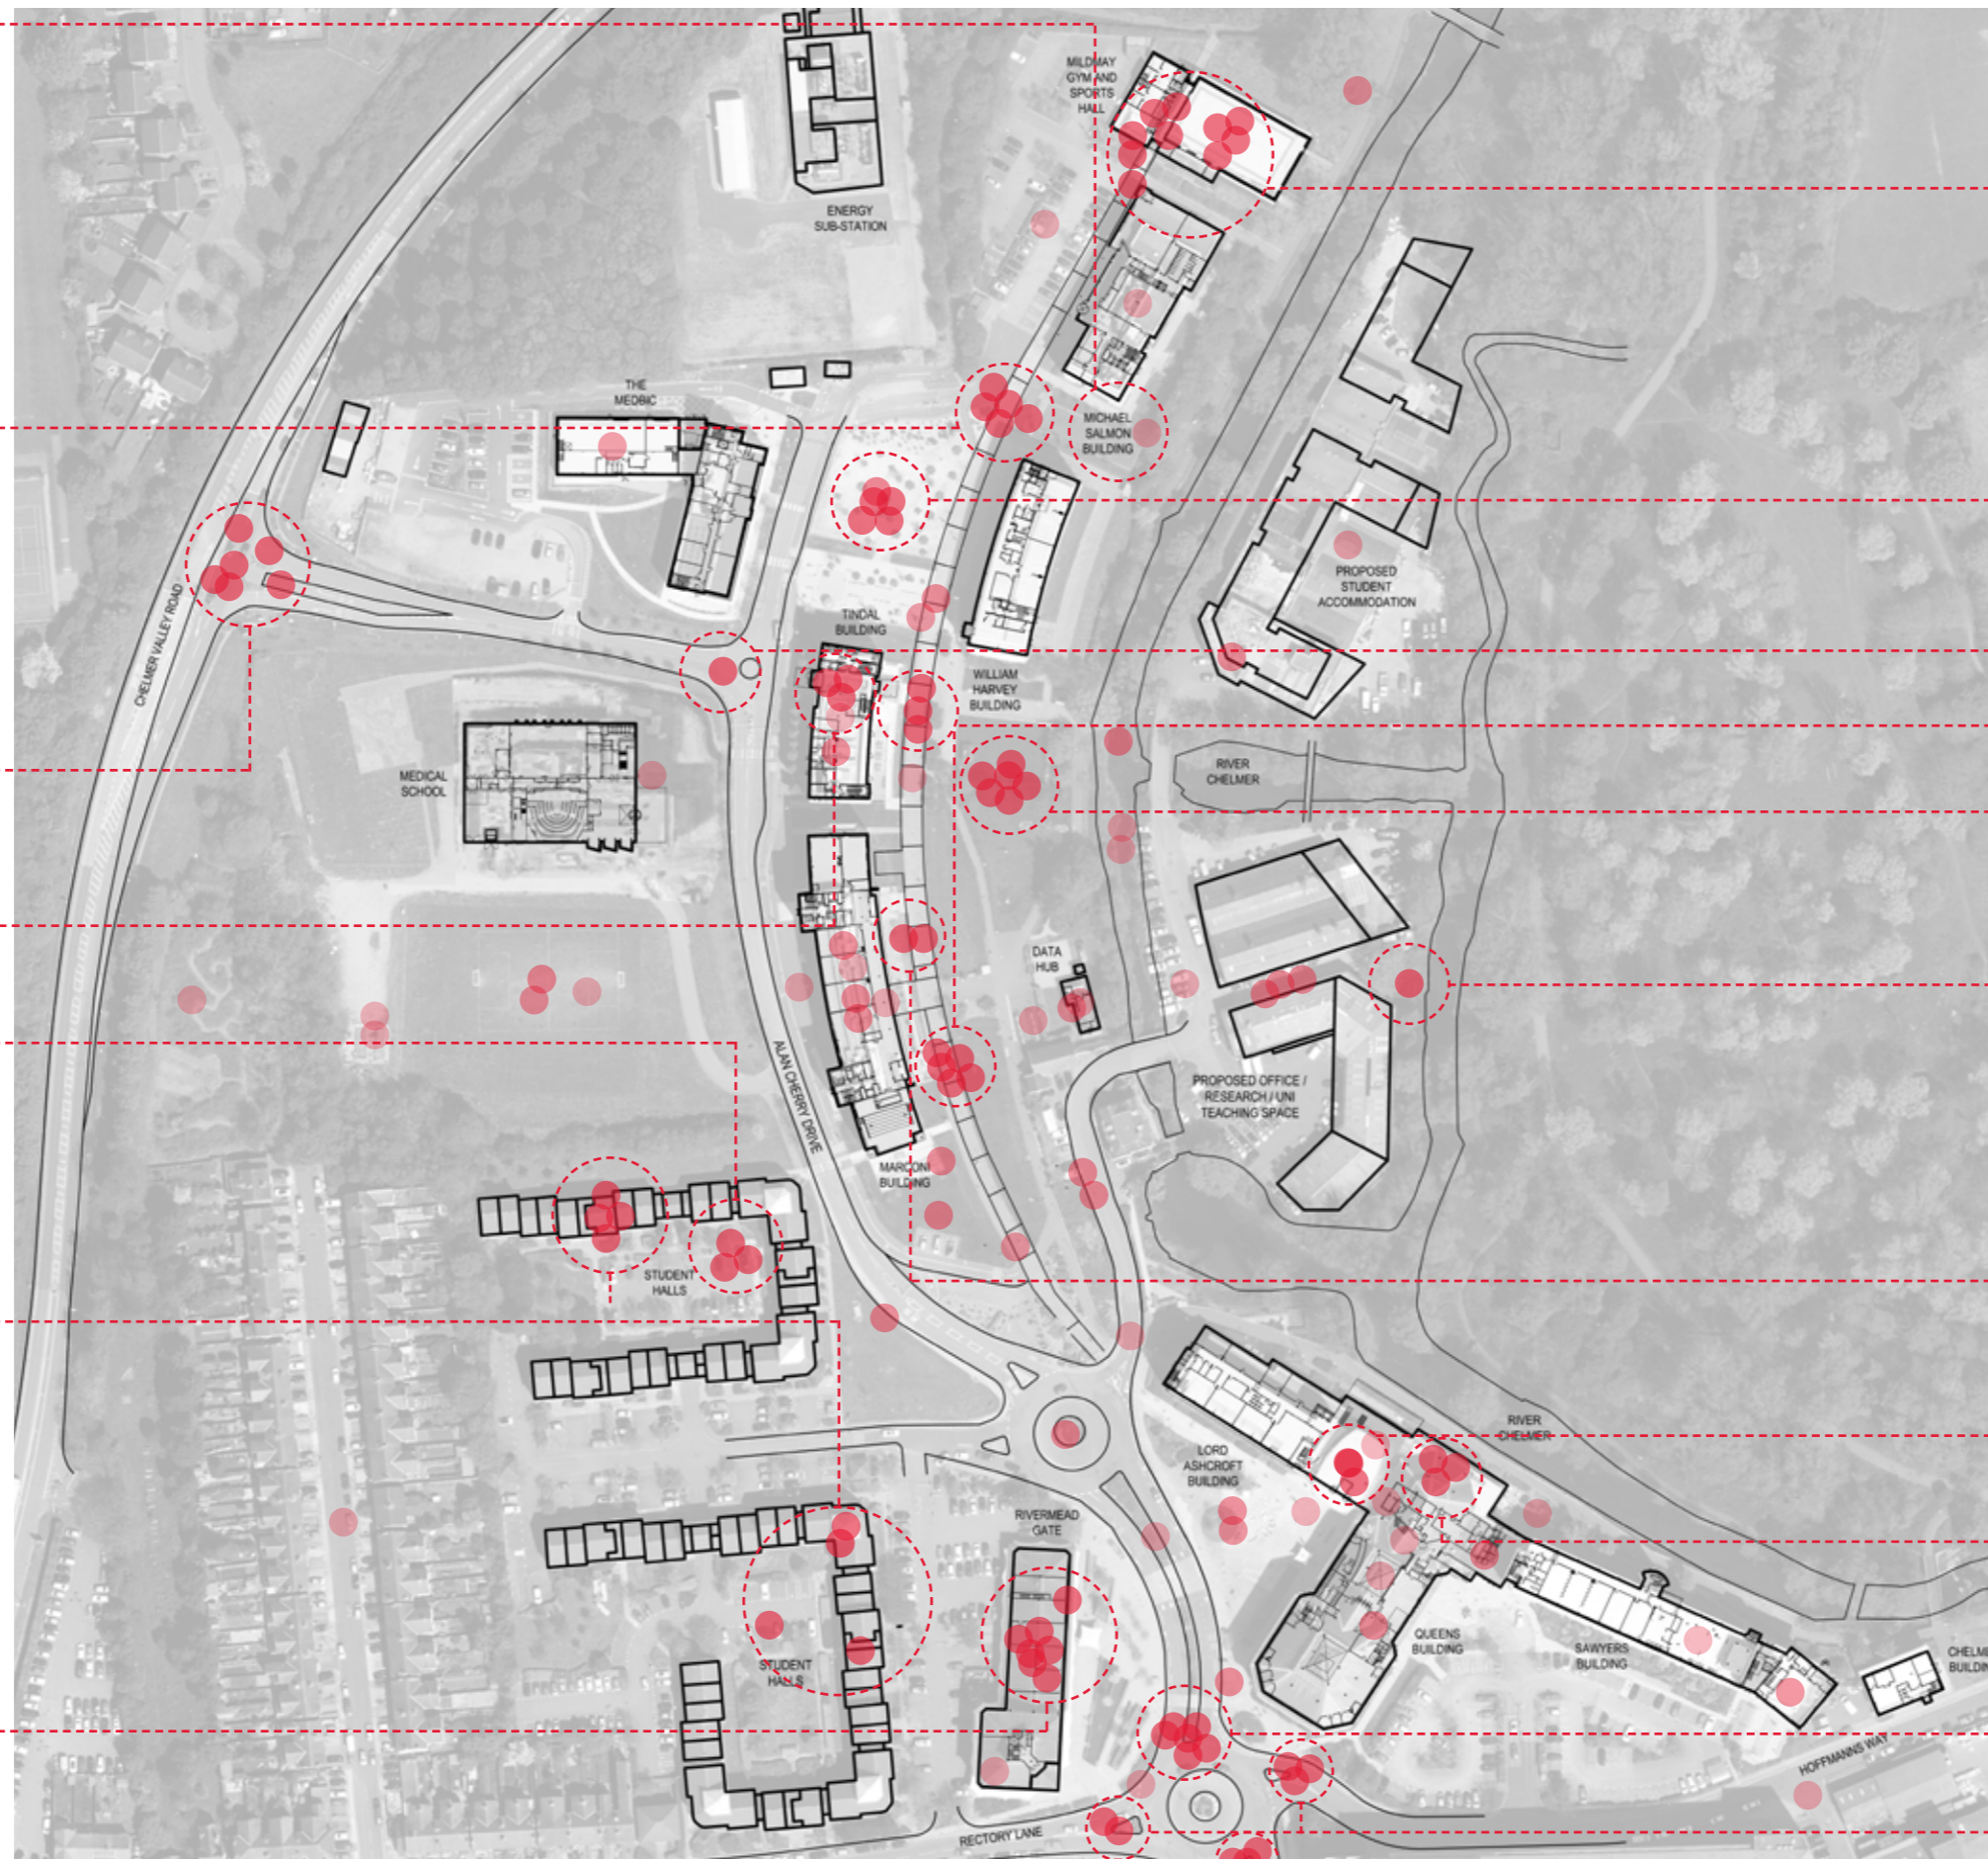 MILDMAY
GYM AND
SPORTS
HALL
ENERGY
SUB-STATION
THE
MEDBIC
MICHAEL
SALMON
BUILDING
PROPOSED
STUDENT
ACCOMMODATION
CHELMER VALLEY ROAD
TINDAL
BUILDING
WILLIAM
HARVEY
BUILDING
MEDICAL
SCHOOL
RIVER
CHELMER
DATA
HUB
ALAN CHERRY DRIVE
PROPOSED OFFICE /
RESEARCH / UNI
TEACHING SPACE
MARCONI
BUILDING
STUDENT
HALLS
RIVER
CHELMER
LORD
ASHCROFT
BUILDING
RIVERMEAD
GATE
QUEENS
BUILDING
SAWYERS
BUILDING
CHELME
BUILDIN
STUDENT
HALLS
HOFFMANNS WAY
RECTORY LANE